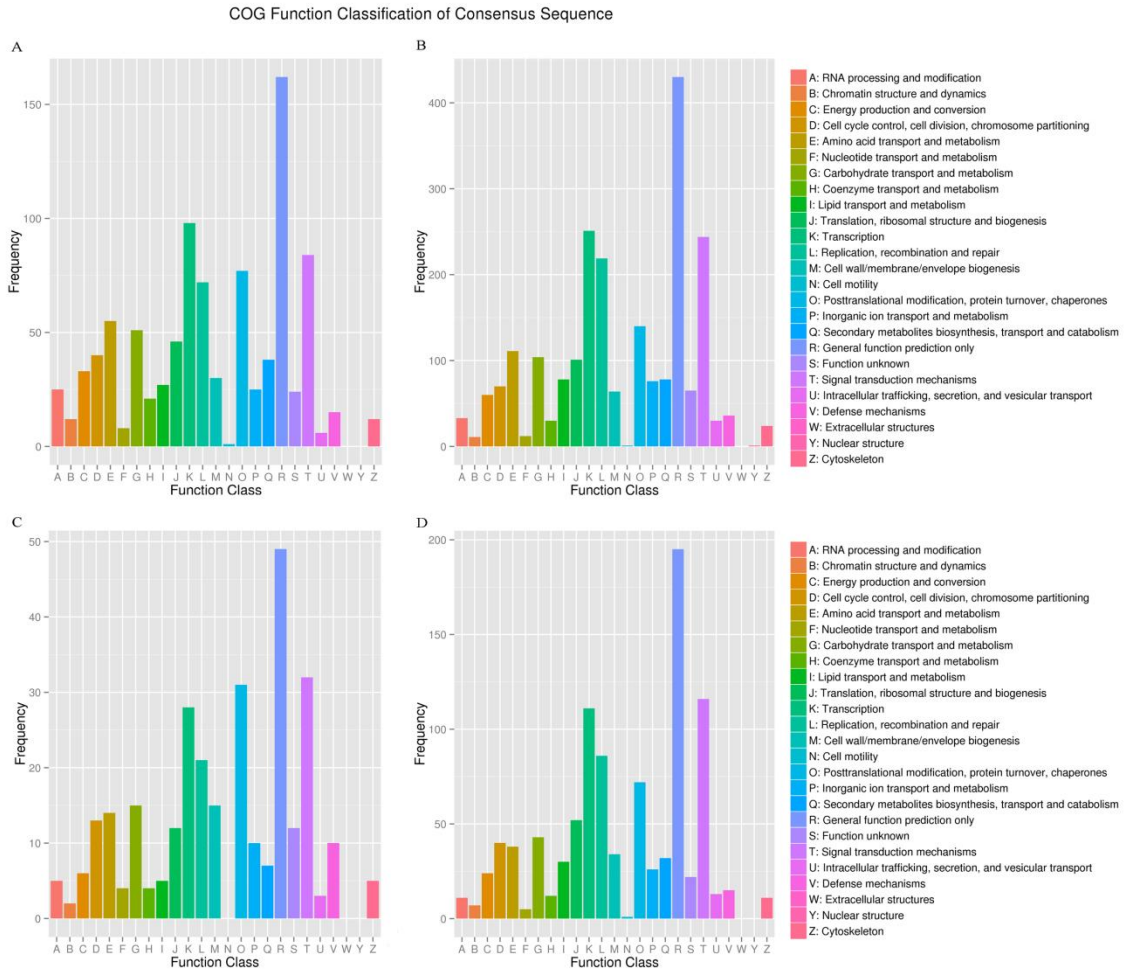 COG Function Classification of Consensus Sequence
A
150
100
50
0
Frequency
A B C D E F G H I J K L M N O P Q R S T U V W Y Z
Function Class
B
400
300
200
100
0
Frequency
A B C D E F G H I J K L M N O P Q R S T U V W Y Z
Function Class
A: RNA processing and modification
B: Chromatin structure and dynamics
C: Energy production and conversion
D: Cell cycle control, cell division, chromosome partitioning
E: Amino acid transport and metabolism
F: Nucleotide transport and metabolism
G: Carbohydrate transport and metabolism
H: Coenzyme transport and metabolism
I: Lipid transport and metabolism
J: Translation, ribosomal structure and biogenesis
K: Transcription
L: Replication, recombination and repair
M: Cell wall/membrane/envelope biogenesis
N: Cell motility
O: Posttranslational modification, protein turnover, chaperones
P: Inorganic ion transport and metabolism
Q: Secondary metabolites biosynthesis, transport and catabolism
R: General function prediction only
S: Function unknown
T: Signal transduction mechanisms
U: Intracellular trafficking, secretion, and vesicular transport
V: Defense mechanisms
W: Extracellular structures
Y: Nuclear structure
Z: Cytoskeleton
C
50
40
30
20
10
0
Frequency
A B C D E F G H I J K L M N O P Q R S T U V W Y Z
Function Class
D
200
150
100
50
0
Frequency
A B C D E F G H I J K L M N O P Q R S T U V W Y Z
Function Class
A: RNA processing and modification
B: Chromatin structure and dynamics
C: Energy production and conversion
D: Cell cycle control, cell division, chromosome partitioning
E: Amino acid transport and metabolism
F: Nucleotide transport and metabolism
G: Carbohydrate transport and metabolism
H: Coenzyme transport and metabolism
I: Lipid transport and metabolism
J: Translation, ribosomal structure and biogenesis
K: Transcription
L: Replication, recombination and repair
M: Cell wall/membrane/envelope biogenesis
N: Cell motility
O: Posttranslational modification, protein turnover, chaperones
P: Inorganic ion transport and metabolism
Q: Secondary metabolites biosynthesis, transport and catabolism
R: General function prediction only
S: Function unknown
T: Signal transduction mechanisms
U: Intracellular trafficking, secretion, and vesicular transport
V: Defense mechanisms
W: Extracellular structures
Y: Nuclear structure
Z: Cytoskeleton